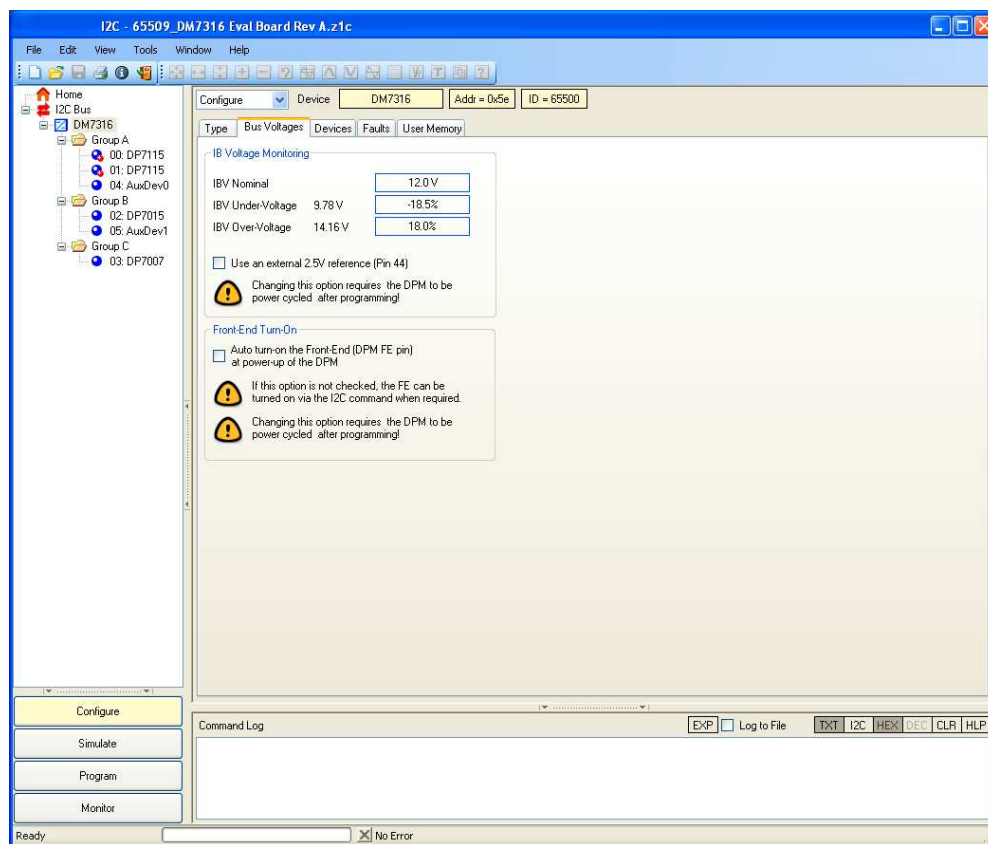 I2C - 65509_DM7316 Eval Board Rev A.z1c
File Edit View Tools Window Help
Home
I2C Bus
DM7316
Group A
00: DP7115
01: DP7115
04: AuxDev0
Group B
02: DP7015
05: AuxDev1
Group C
03: DP7007
Configure Device DM7316 Addr = 0x5e ID = 65500
Type Bus Voltages Devices Faults User Memory
IB Voltage Monitoring
IBV Nominal 12.0 V
IBV Under-Voltage 9.78 V -18.5%
IBV Over-Voltage 14.16 V 18.0%
Use an external 2.5V reference (Pin 44)
Changing this option requires the DPM to be
power cycled after programming!
Front-End Turn-On
Auto turn-on the Front-End (DPM FE pin)
at power-up of the DPM
If this option is not checked, the FE can be
turned on via the I2C command when required.
Changing this option requires the DPM to be
power cycled after programming!
Configure
Simulate
Program
Monitor
Command Log EXP Log to File TXT I2C HEX DEC CLR HLP
Ready No Error